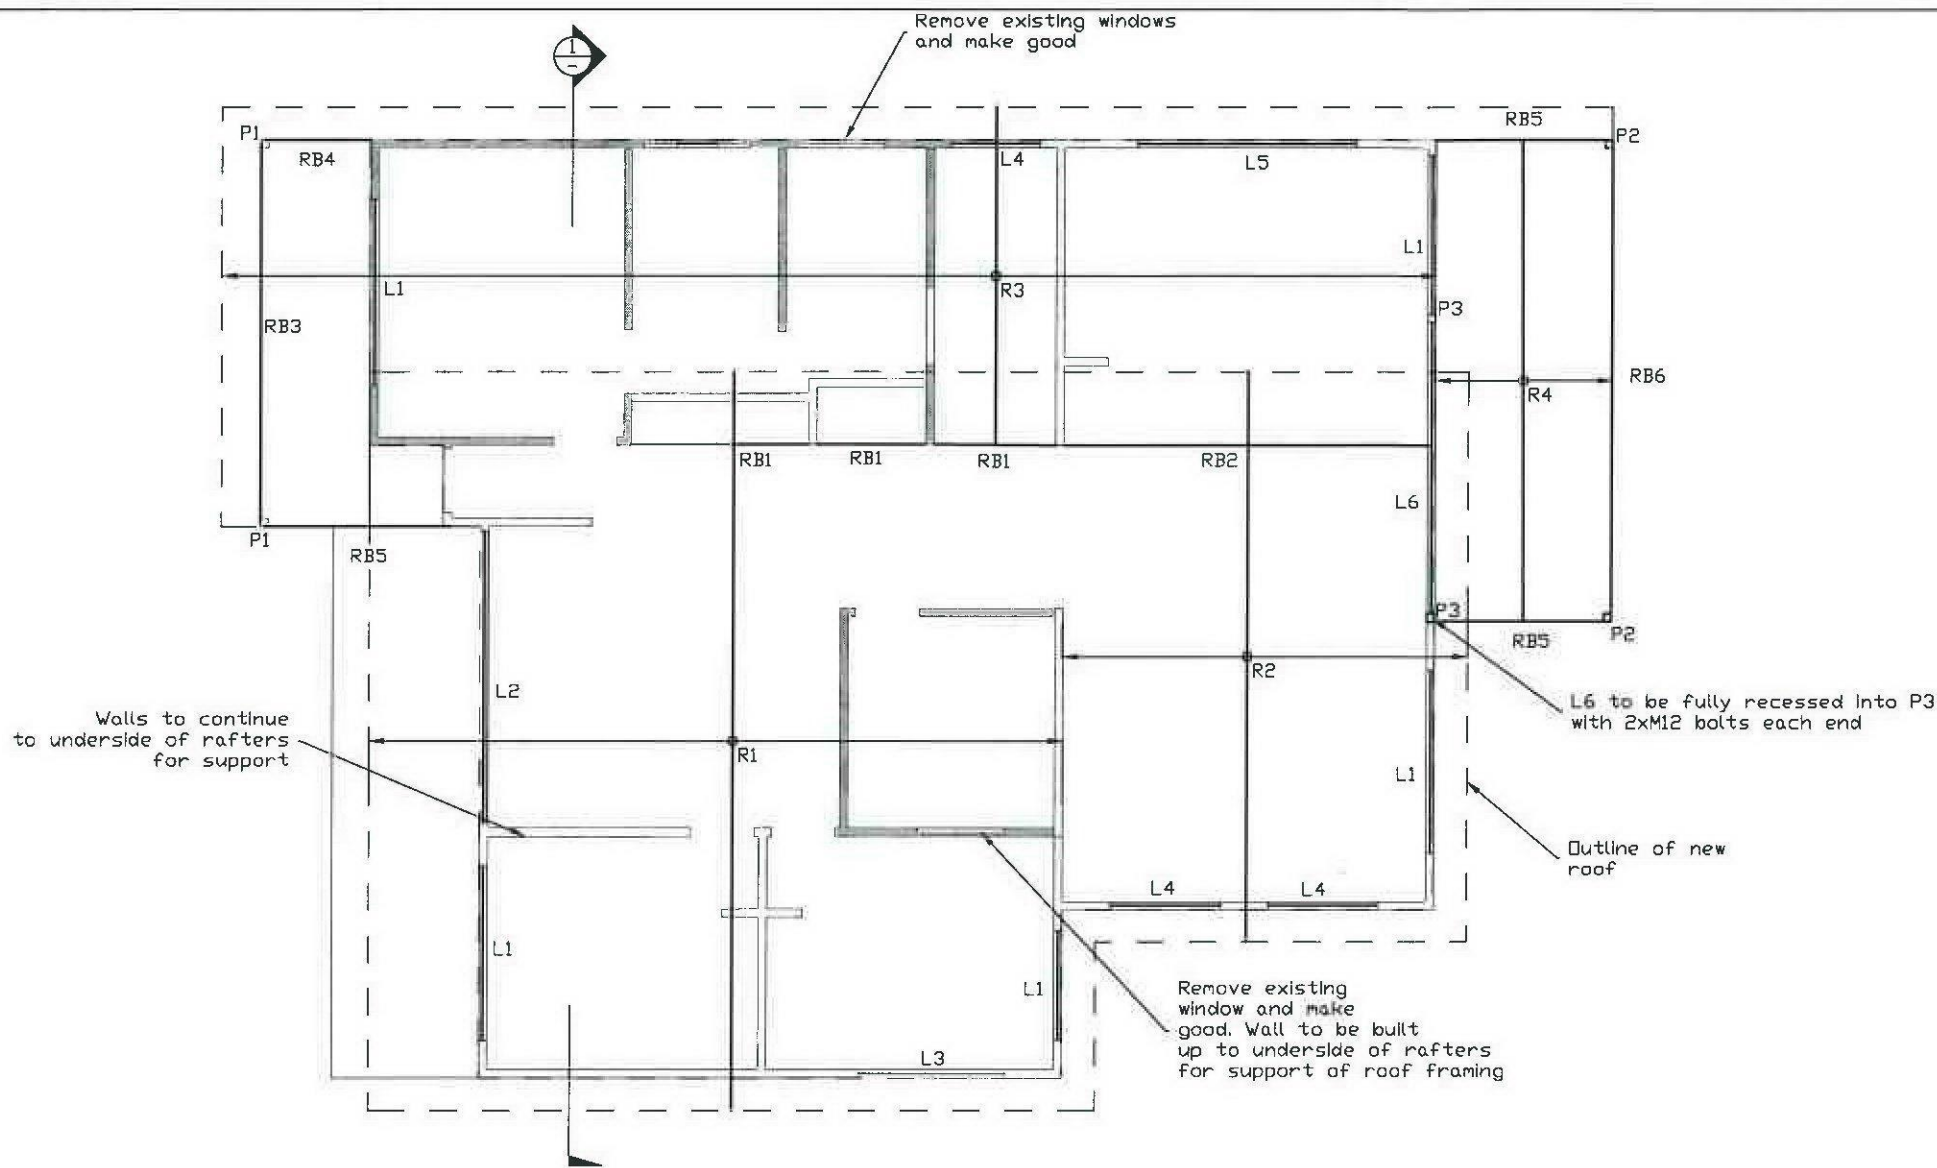 Remove existing windows
and make good
1
-
P1
RB4
L4
L5
RB5
P2
L1
L1
R3
P3
RB3
R4
RB6
RB1
RB1
RB1
RB2
L6
P1
RB5
P3
RB5
P2
L2
R2
L6 to be fully recessed into P3
with 2xM12 bolts each end
Walls to continue
to underside of rafters
for support
R1
L1
Outline of new
roof
L4
L4
L1
L1
Remove existing
window and make
good. Wall to be built
up to underside of rafters
for support of roof framing
L3